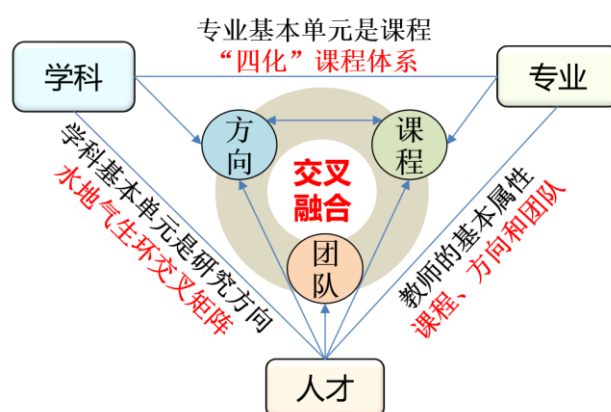 专业基本单元是课程
“四化”课程体系
学科
专业
方向
课程
交叉
融合
团队
学科基本单元是研究方向
水地气生环交叉矩阵
教师的基本属性
课程、方向和团队
人才